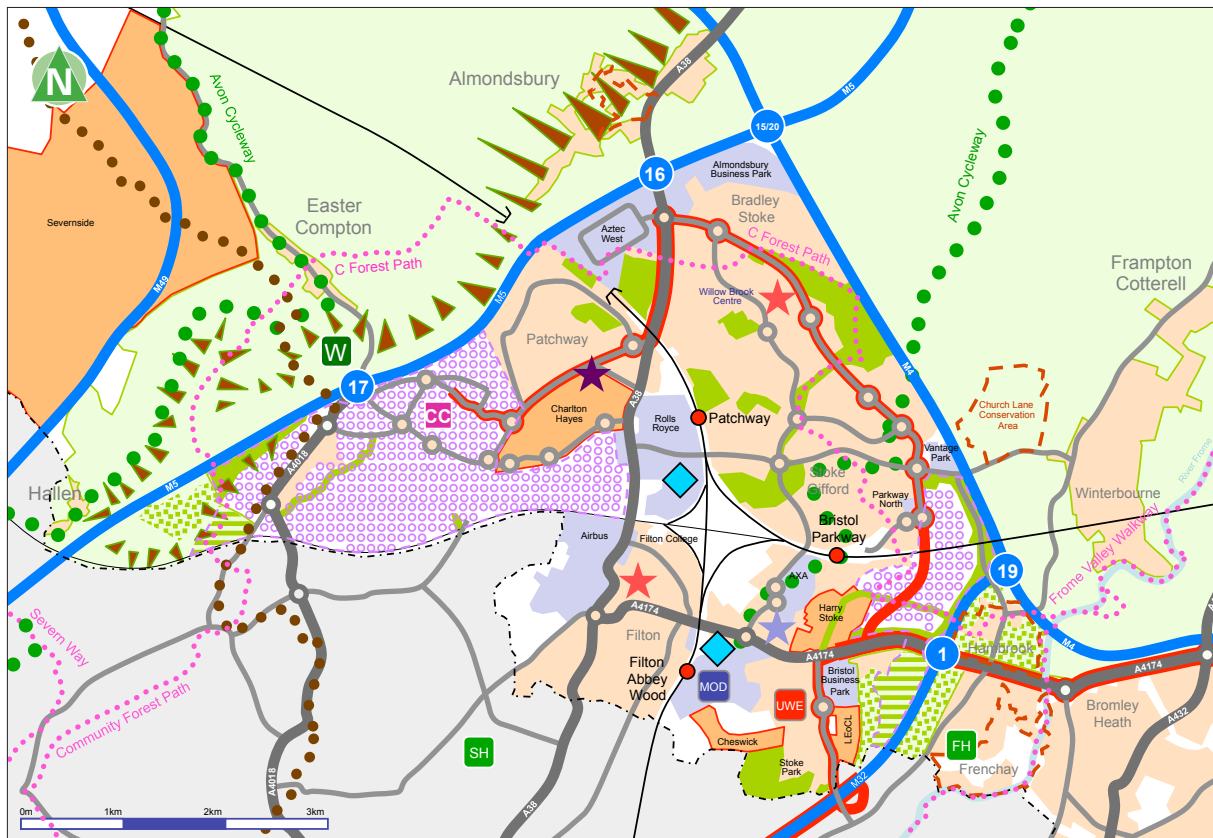 N
Almondsbury
A38
M5
15/20
Avon Cycleway
16
Almondsbury
Business Park
Bradley
Stoke
Avon Cycleway
Severnside
Easter
Compton
Aztec
West
C Forest Path
C Forest Path
M49
M5
Willow Brook
Centre
Frampton
Cotterell
Patchway
W
17
M4
CC
Charlton
Hayes
A38
Rolls
Royce
Patchway
Church Lane
Conservation
Area
Vantage
Park
River Frome
A4018
M5
Hallen
Stoke
Gifford
Parkway
North
Winterbourne
Bristol
Parkway
Airbus
Filton College
AXA
19
Frome Valley Walkway
Severn Way
A4174
Harry
Stoke
Filton
Hambrook
M4
A4174
A4174
1
Filton
Abbey
Wood
MOD
Bristol
Business
Park
UWE
Bromley
Heath
A432
Community Forest Path
Cheswick
LEoCL
SH
FH
Stoke
Park
Frenchay
M32
A4018
A38
0m
1km
2km
3km